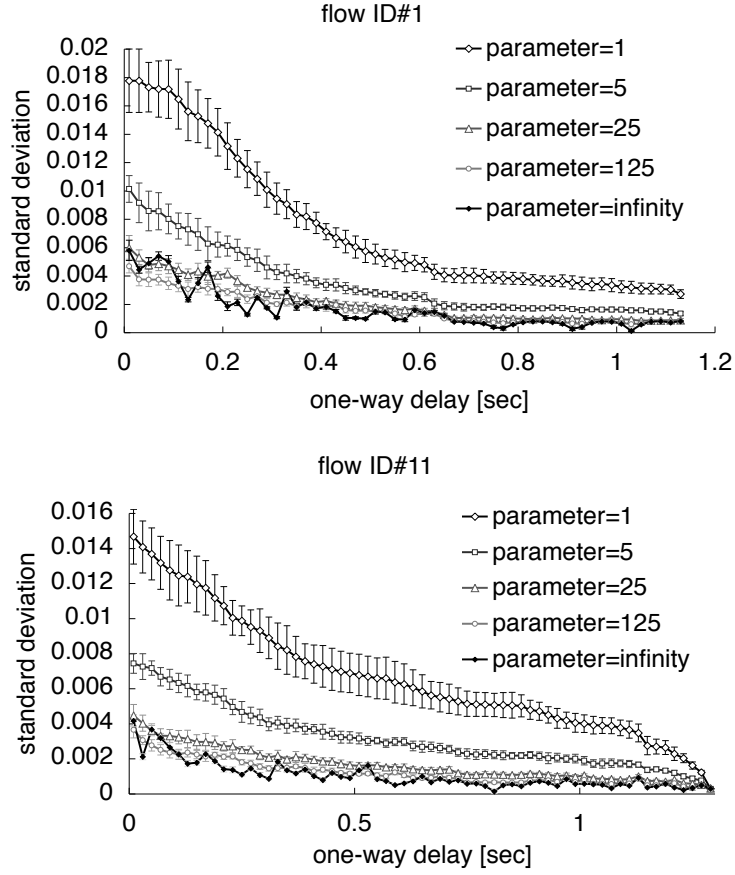 flow ID#1
0.02
0.018
0.016
0.014
0.012
0.01
0.008
0.006
0.004
0.002
0
standard deviation
parameter=1
parameter=5
parameter=25
parameter=125
parameter=infinity
0 0.2 0.4 0.6 0.8 1 1.2
one-way delay [sec]
flow ID#11
0.016
0.014
0.012
0.01
0.008
0.006
0.004
0.002
0
standard deviation
parameter=1
parameter=5
parameter=25
parameter=125
parameter=infinity
0 0.5 1
one-way delay [sec]